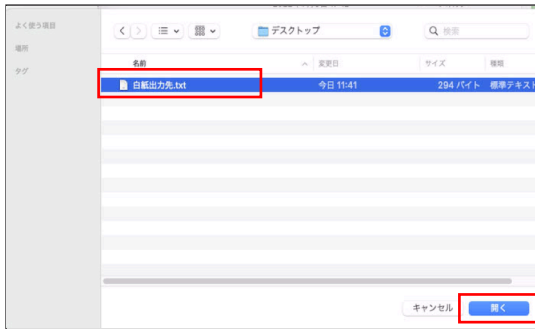 よく使う項目
デスクトップ
検索
場所
タグ
名前
変更日
サイズ
種類
白紙出力先.txt
今日 11:41
294 バイト
標準テキスト
キャンセル
開く